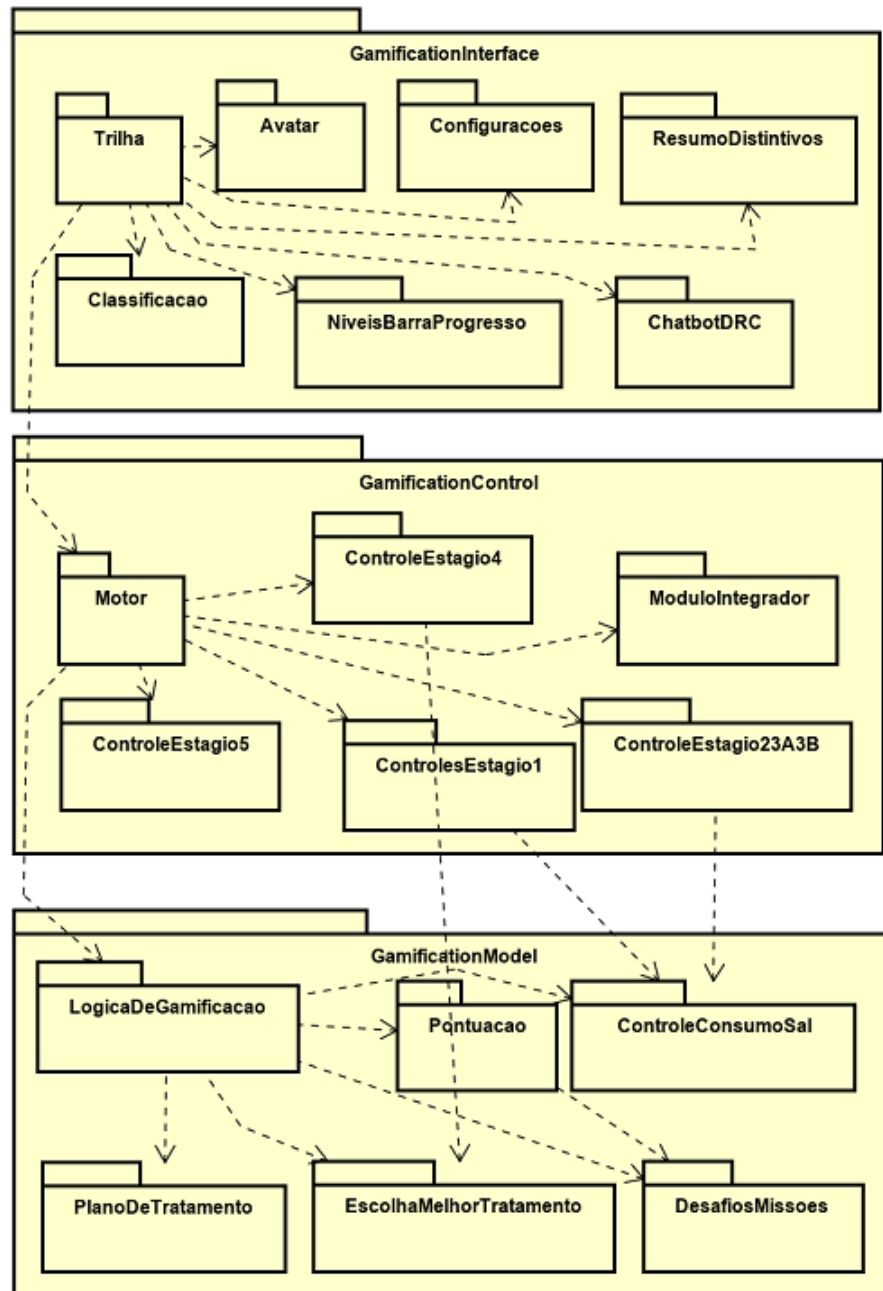 GamificationInterface
Trilha
Avatar
Configuracoes
ResumoDistintivos
Classificacao
NiveisBarraProgresso
ChatbotDRC
GamificationControl
Motor
ControleEstagio4
ModuloIntegrador
ControleEstagio5
ControlesEstagio1
ControleEstagio23A3B
GamificationModel
LogicaDeGamificacao
Pontuacao
ControleConsumoSal
PlanoDeTratamento
EscolhaMelhorTratamento
DesafiosMissoes